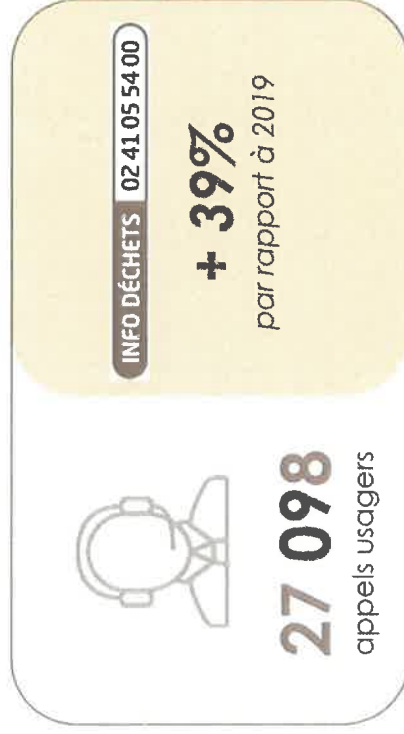 27 098
appels usagers
INFO DÉCHETS 02 41 05 54 00
+ 39%
par rapport à 2019